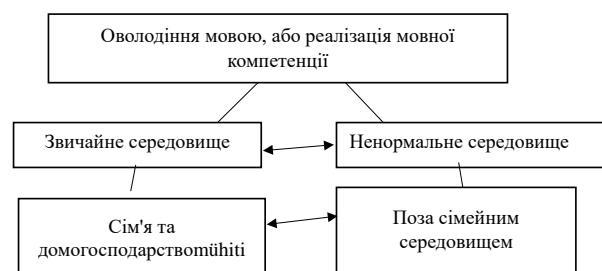 Оволодіння мовою, або реалізація мовної
компетенції
Звичайне середовище
Ненормальне середовище
Сім'я та
домогосподарствоmühiti
Поза сімейним
середовищем